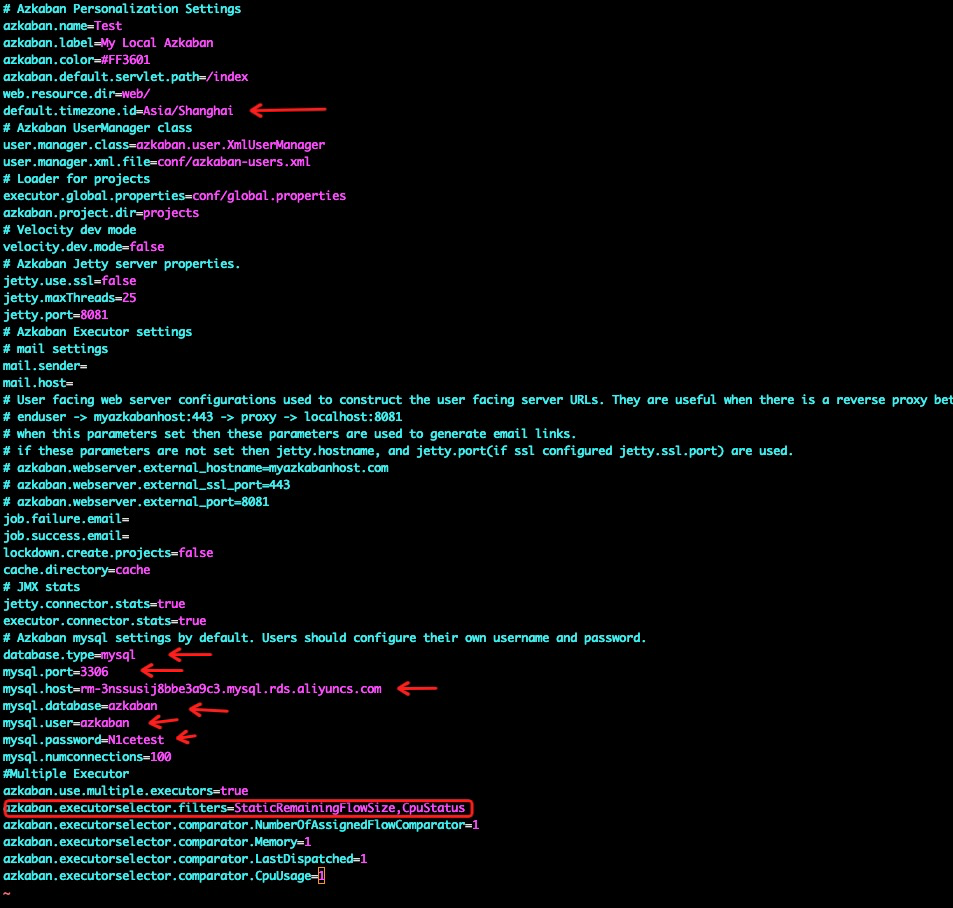 # Azkaban Personalization Settings
azkaban.name=Test
azkaban.label=My Local Azkaban
azkaban.color=#FF3601
azkaban.default.servlet.path=/index
web.resource.dir=web/
default.timezone.id=Asia/Shanghai
# Azkaban UserManager class
user.manager.class=azkaban.user.XmlUserManager
user.manager.xml.file=conf/azkaban-users.xml
# Loader for projects
executor.global.properties=conf/global.properties
azkaban.project.dir=projects
# Velocity dev mode
velocity.dev.mode=false
# Azkaban Jetty server properties.
jetty.use.ssl=false
jetty.maxThreads=25
jetty.port=8081
# Azkaban Executor settings
# mail settings
mail.sender=
mail.host=
# User facing web server configurations used to construct the user facing server URLs. They are useful when there is a reverse proxy bet
# enduser -> myazkabanhost:443 -> proxy -> localhost:8081
# when this parameters set then these parameters are used to generate email links.
# if these parameters are not set then jetty.hostname, and jetty.port(if ssl configured jetty.ssl.port) are used.
# azkaban.webserver.external_hostname=myazkabanhost.com
# azkaban.webserver.external_ssl_port=443
# azkaban.webserver.external_port=8081
job.failure.email=
job.success.email=
lockdown.create.projects=false
cache.directory=cache
# JMX stats
jetty.connector.stats=true
executor.connector.stats=true
# Azkaban mysql settings by default. Users should configure their own username and password.
database.type=mysql
mysql.port=3306
mysql.host=rm-3nssusij8bbe3a9c3.mysql.rds.aliyuncs.com
mysql.database=azkaban
mysql.user=azkaban
mysql.password=N1cetest
mysql.numconnections=100
#Multiple Executor
azkaban.use.multiple.executors=true
azkaban.executorselector.filters=StaticRemainingFlowSize,CpuStatus
azkaban.executorselector.comparator.NumberOfAssignedFlowComparator=1
azkaban.executorselector.comparator.Memory=1
azkaban.executorselector.comparator.LastDispatched=1
azkaban.executorselector.comparator.CpuUsage=1
~